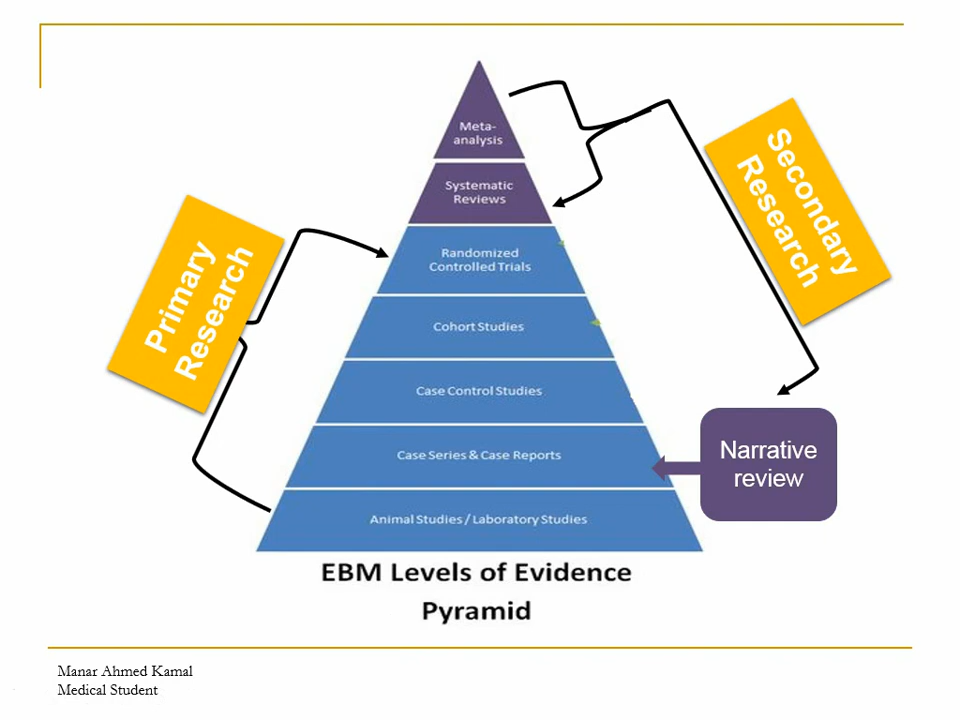 Meta-
analysis
Systematic
Reviews
Randomized
Controlled Trials
Cohort Studies
Case Control Studies
Case Series & Case Reports
Animal Studies / Laboratory Studies
Primary
Research
Secondary
Research
Narrative
review
EBM Levels of Evidence
Pyramid
Manar Ahmed Kamal
Medical Student